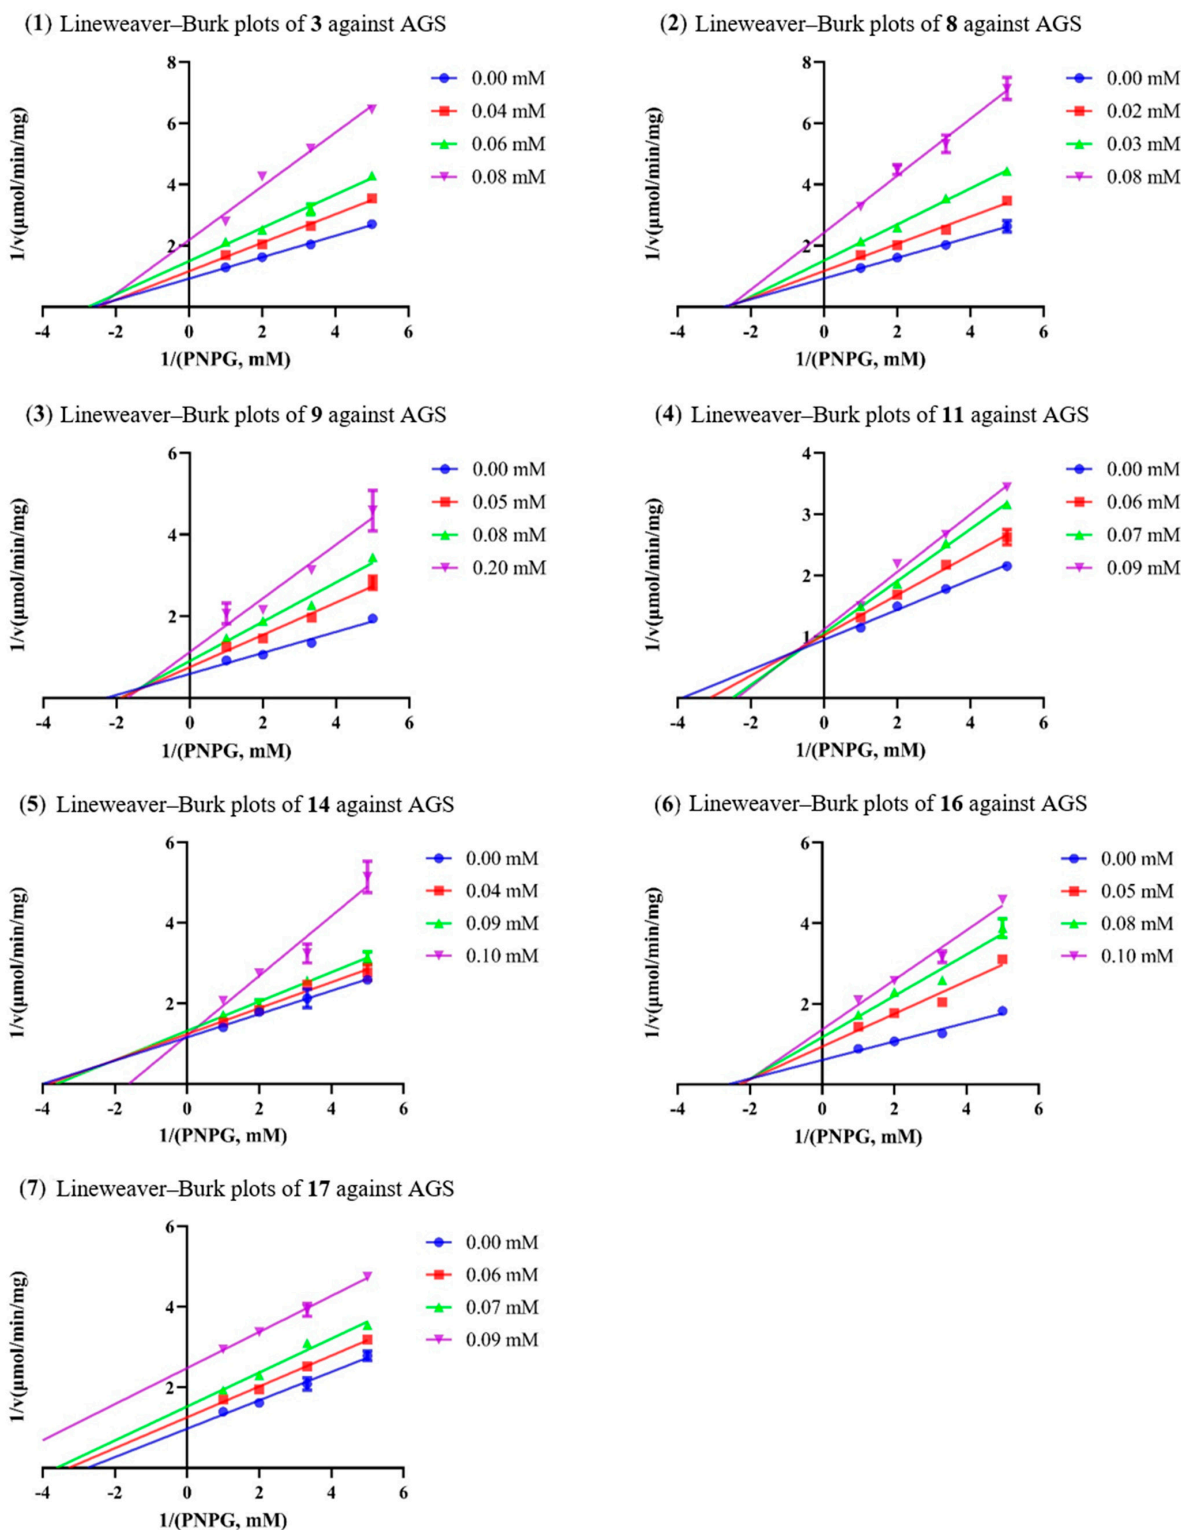 (1) Lineweaver–Burk plots of 3 against AGS
1/v(μmol/min/mg)
8
6
4
2
-4 -2 0 2 4 6
1/(PNPG, mM)
0.00 mM
0.04 mM
0.06 mM
0.08 mM
(2) Lineweaver–Burk plots of 8 against AGS
1/v(μmol/min/mg)
8
6
4
2
-4 -2 0 2 4 6
1/(PNPG, mM)
0.00 mM
0.02 mM
0.03 mM
0.08 mM
(3) Lineweaver–Burk plots of 9 against AGS
1/v(μmol/min/mg)
6
4
2
-4 -2 0 2 4 6
1/(PNPG, mM)
0.00 mM
0.05 mM
0.08 mM
0.20 mM
(4) Lineweaver–Burk plots of 11 against AGS
1/v(μmol/min/mg)
4
3
2
1
-4 -2 0 2 4 6
1/(PNPG, mM)
0.00 mM
0.06 mM
0.07 mM
0.09 mM
(5) Lineweaver–Burk plots of 14 against AGS
1/v(μmol/min/mg)
6
4
2
-4 -2 0 2 4 6
1/(PNPG, mM)
0.00 mM
0.04 mM
0.09 mM
0.10 mM
(6) Lineweaver–Burk plots of 16 against AGS
1/v(μmol/min/mg)
6
4
2
-4 -2 0 2 4 6
1/(PNPG, mM)
0.00 mM
0.05 mM
0.08 mM
0.10 mM
(7) Lineweaver–Burk plots of 17 against AGS
1/v(μmol/min/mg)
6
4
2
-4 -2 0 2 4 6
1/(PNPG, mM)
0.00 mM
0.06 mM
0.07 mM
0.09 mM